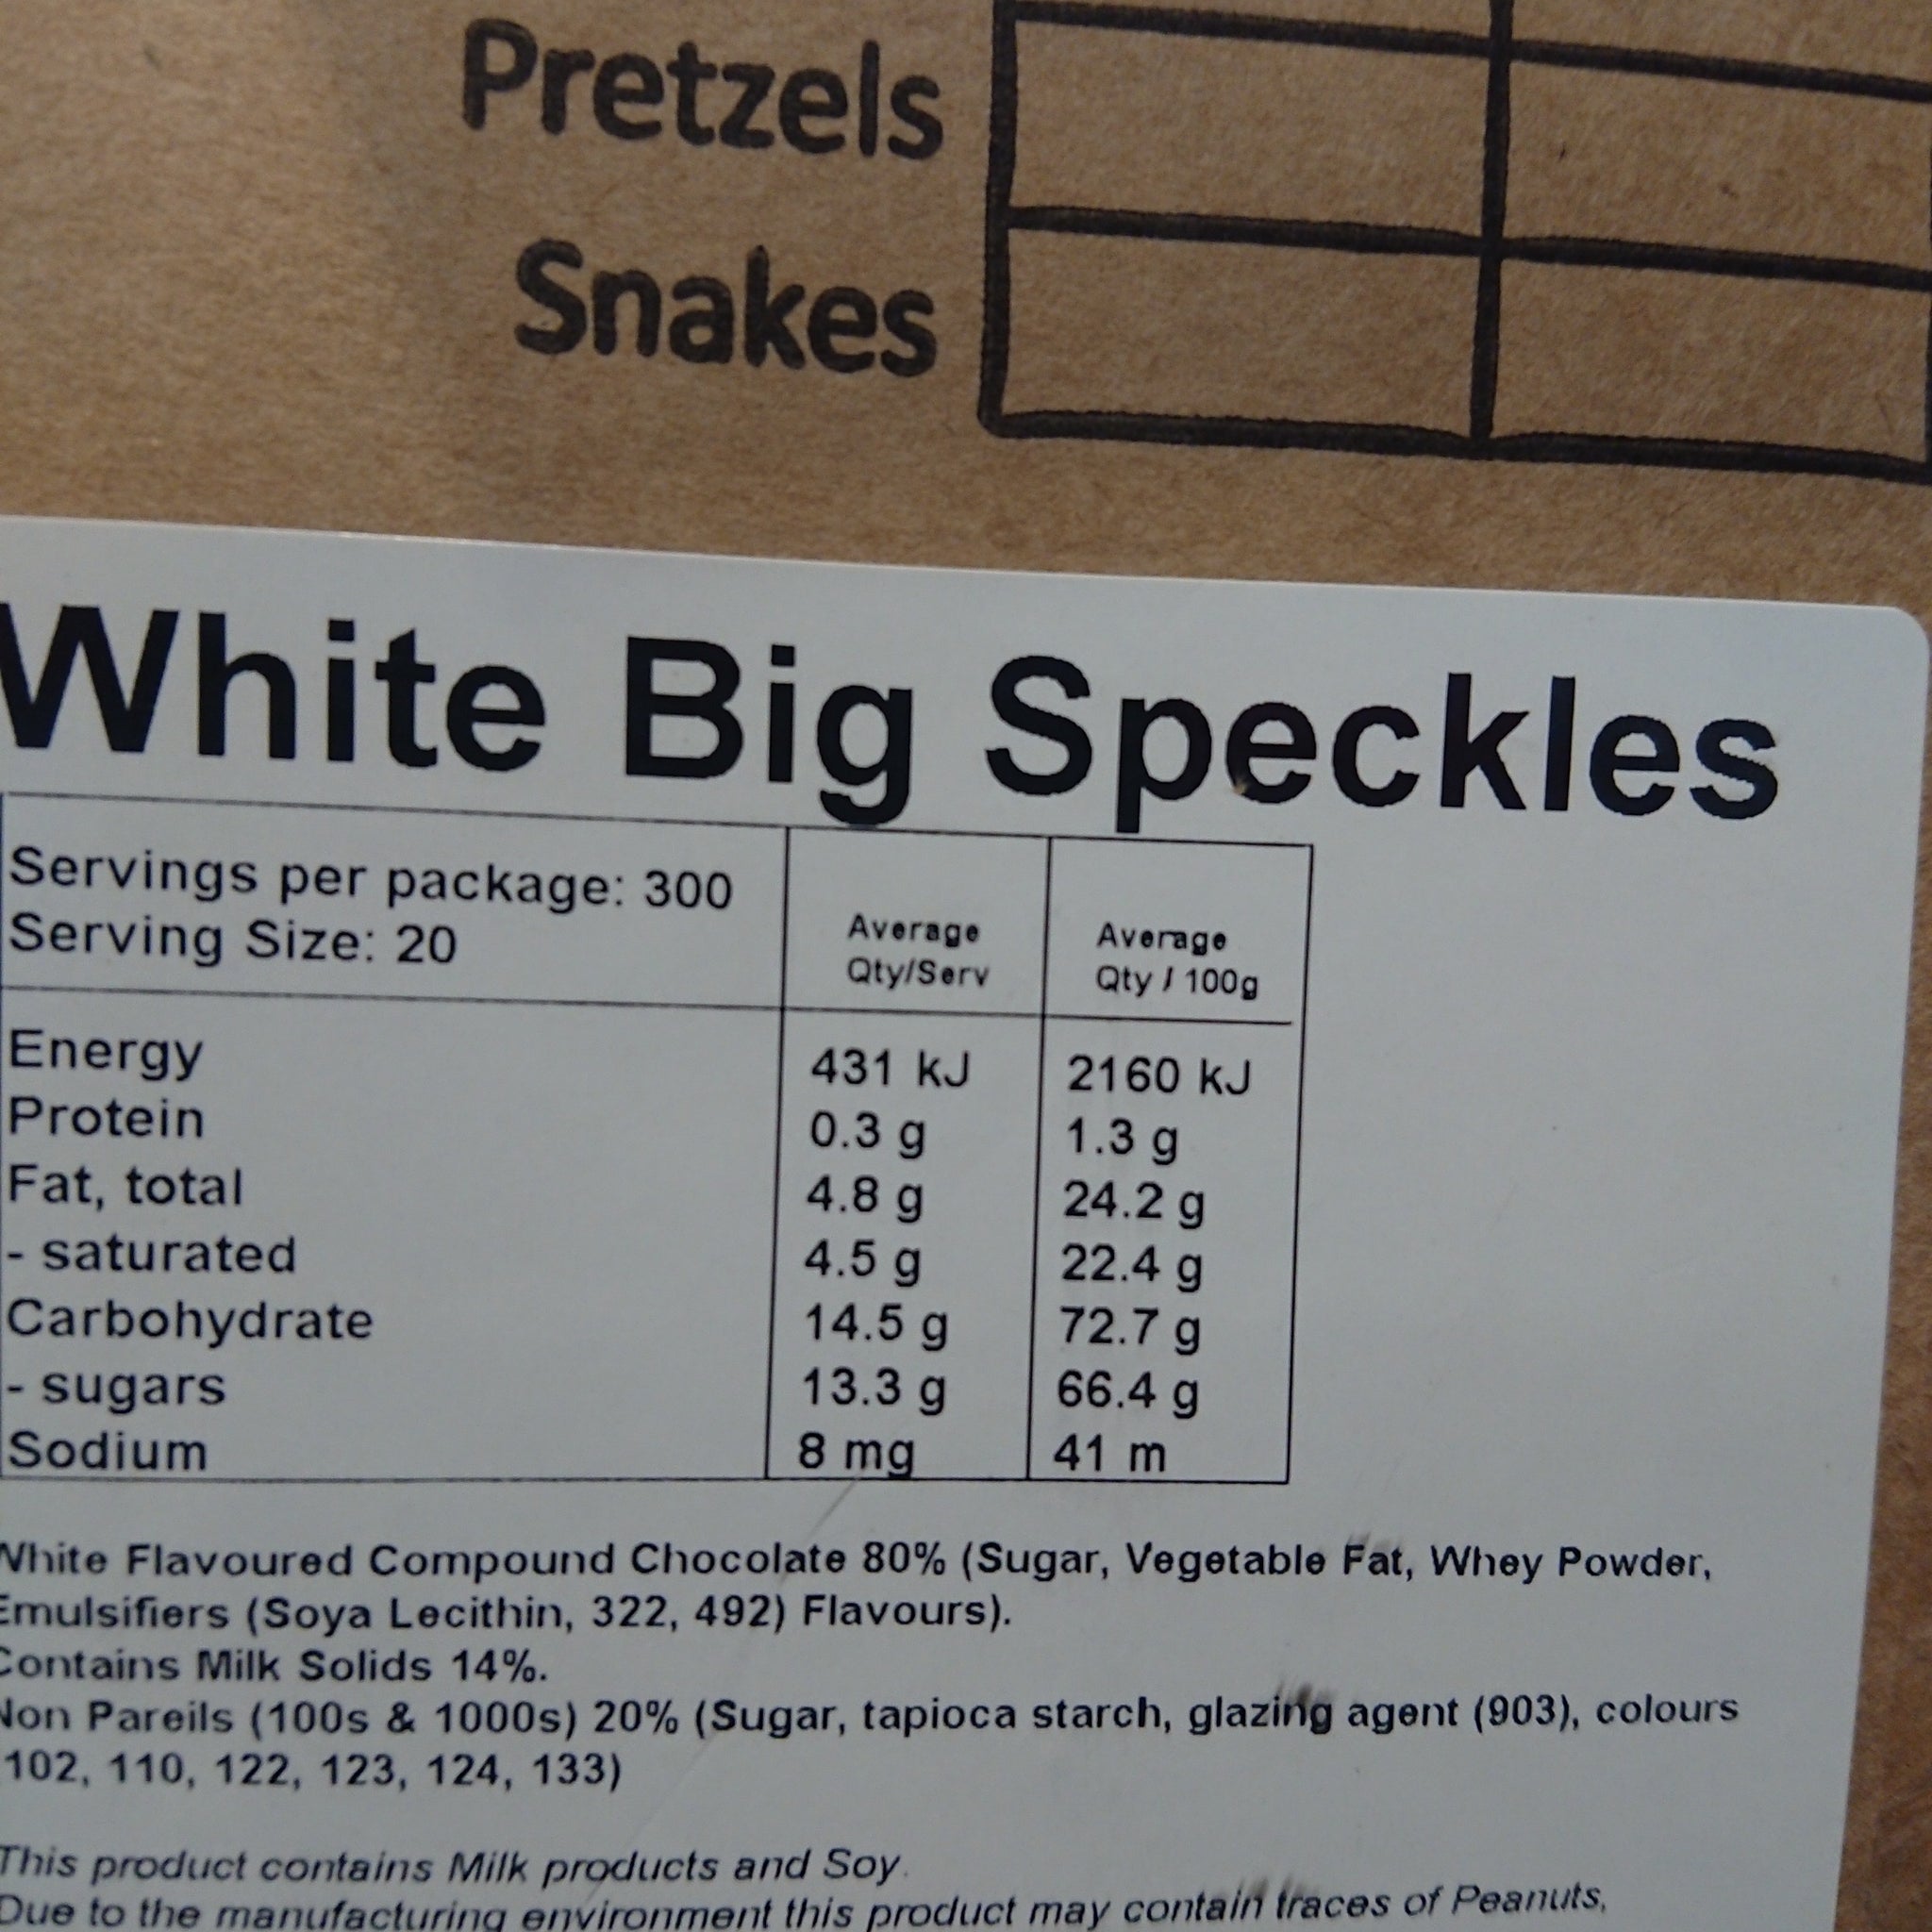 Pretzels
Snakes
White Big Speckles
Servings per package: 300
Serving Size: 20
Average
Qty/Serv
Average
Qty / 100g
Energy 431 kJ 2160 kJ
Protein 0.3 g 1.3 g
Fat, total 4.8 g 24.2 g
- saturated 4.5 g 22.4 g
Carbohydrate 14.5 g 72.7 g
- sugars 13.3 g 66.4 g
Sodium 8 mg 41 m
White Flavoured Compound Chocolate 80% (Sugar, Vegetable Fat, Whey Powder,
Emulsifiers (Soya Lecithin, 322, 492) Flavours).
Contains Milk Solids 14%.
Non Pareils (100s & 1000s) 20% (Sugar, tapioca starch, glazing agent (903), colours
102, 110, 122, 123, 124, 133)
This product contains Milk products and Soy.
Due to the manufacturing environment this product may contain traces of Peanuts,